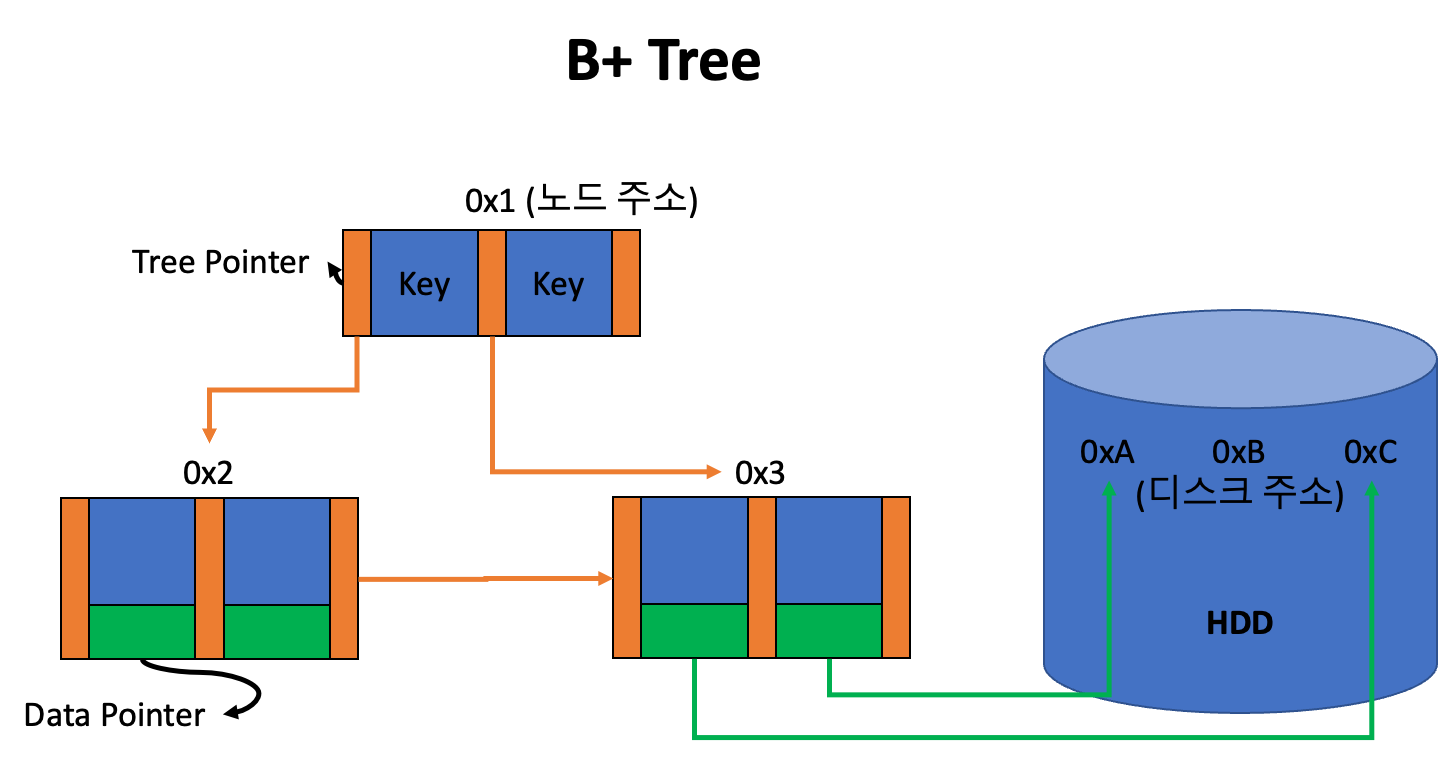 B+ Tree
0x1 (노드 주소)
Tree Pointer
Key
Key
0x2
0x3
0xA
0xB
0xC
(디스크 주소)
HDD
Data Pointer